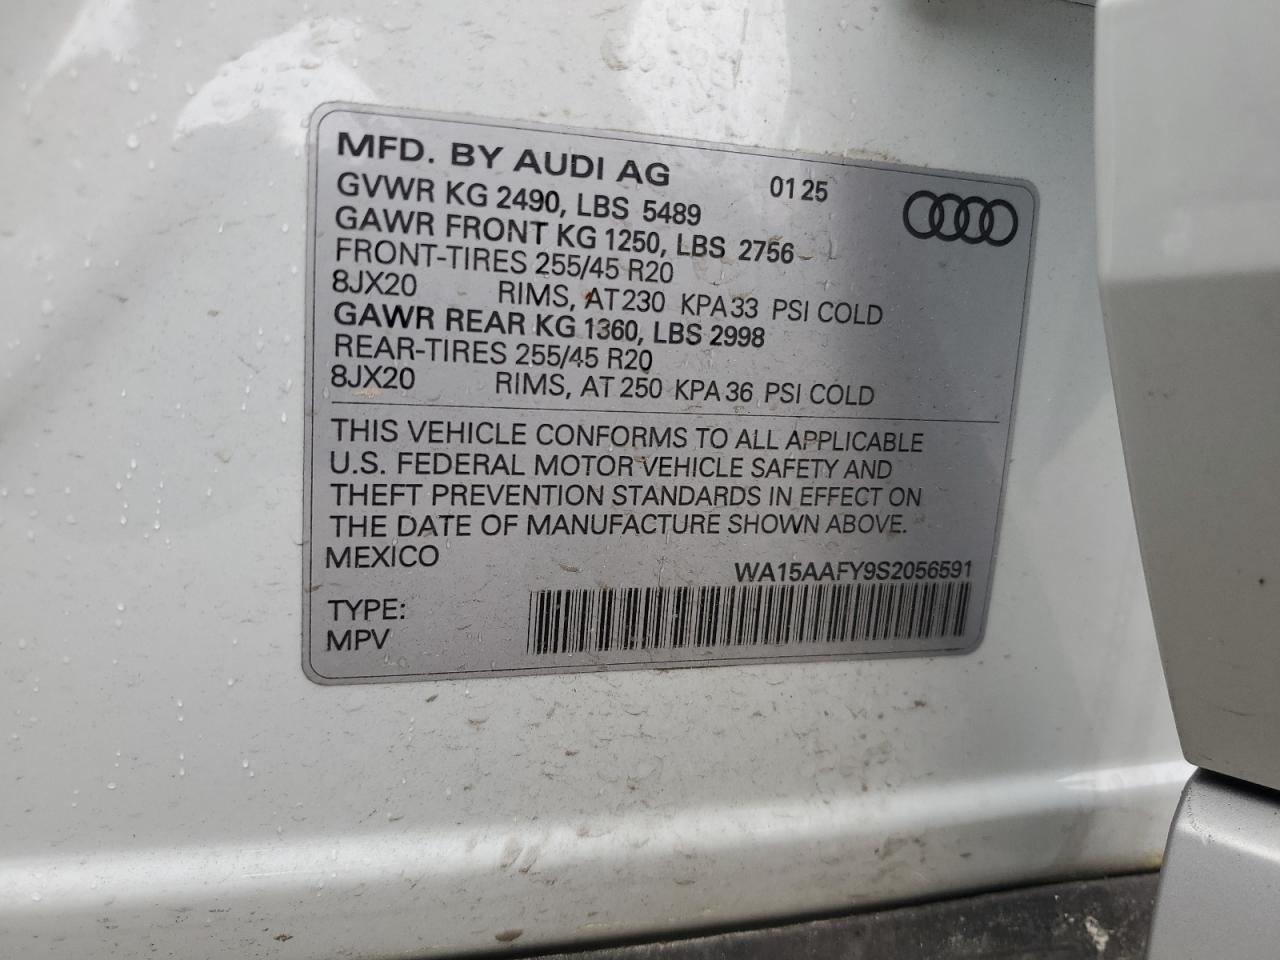 MFD. BY AUDI AG 01 25
GVWR KG 2490, LBS 5489
GAWR FRONT KG 1250, LBS 2756
FRONT-TIRES 255/45 R20
8JX20 RIMS, AT 230 KPA 33 PSI COLD
GAWR REAR KG 1360, LBS 2998
REAR-TIRES 255/45 R20
8JX20 RIMS, AT 250 KPA 36 PSI COLD
THIS VEHICLE CONFORMS TO ALL APPLICABLE
U.S. FEDERAL MOTOR VEHICLE SAFETY AND
THEFT PREVENTION STANDARDS IN EFFECT ON
THE DATE OF MANUFACTURE SHOWN ABOVE.
MEXICO WA15AAFY9S2056591
TYPE:
MPV